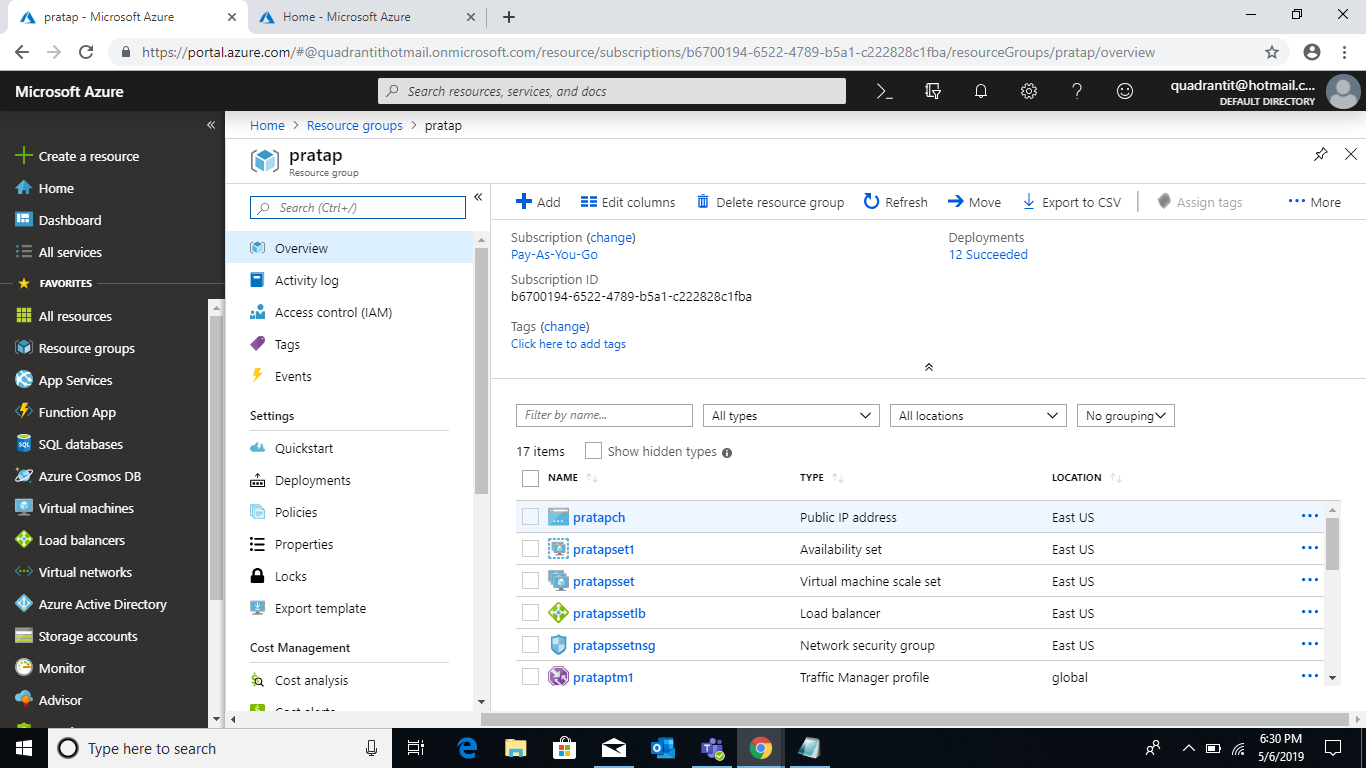 pratap - Microsoft Azure
Home - Microsoft Azure
https://portal.azure.com/#@quadrantithotmail.onmicrosoft.com/resource/subscriptions/b6700194-6522-4789-b5a1-c222828c1fba/resourceGroups/pratap/overview
Microsoft Azure
Search resources, services, and docs
quadrantit@hotmail.c...
DEFAULT DIRECTORY
Create a resource
Home
Dashboard
All services
FAVORITES
All resources
Resource groups
App Services
Function App
SQL databases
Azure Cosmos DB
Virtual machines
Load balancers
Virtual networks
Azure Active Directory
Storage accounts
Monitor
Advisor
Home > Resource groups > pratap
pratap
Resource group
Search (Ctrl+/)
Overview
Activity log
Access control (IAM)
Tags
Events
Settings
Quickstart
Deployments
Policies
Properties
Locks
Export template
Cost Management
Cost analysis
Cost alerts
Add Edit columns Delete resource group Refresh Move Export to CSV Assign tags More
Subscription (change)
Pay-As-You-Go
Subscription ID
b6700194-6522-4789-b5a1-c222828c1fba
Tags (change)
Click here to add tags
Deployments
12 Succeeded
Filter by name... All types All locations No grouping
17 items Show hidden types
NAME TYPE LOCATION
pratapch Public IP address East US
pratapset1 Availability set East US
pratapsset Virtual machine scale set East US
pratapssetlb Load balancer East US
pratapssetnsg Network security group East US
prataptm1 Traffic Manager profile global
Type here to search
6:30 PM
5/6/2019